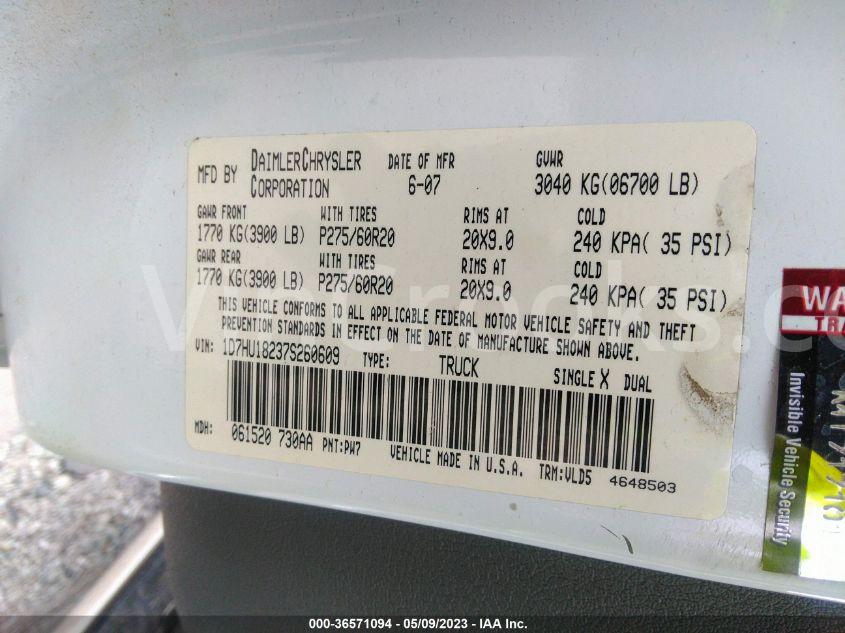 MFD BY DAIMLERCHRYSLER CORPORATION DATE OF MFR 6-07 GVWR 3040 KG(06700 LB)
GAWR FRONT WITH TIRES RIMS AT COLD
1770 KG(3900 LB) P275/60R20 20X9.0 240 KPA( 35 PSI)
GAWR REAR WITH TIRES RIMS AT COLD
1770 KG(3900 LB) P275/60R20 20X9.0 240 KPA( 35 PSI)
THIS VEHICLE CONFORMS TO ALL APPLICABLE FEDERAL MOTOR VEHICLE SAFETY AND THEFT
PREVENTION STANDARDS IN EFFECT ON THE DATE OF MANUFACTURE SHOWN ABOVE.
VIN: 1D7HU18237S260609 TYPE: TRUCK SINGLE X DUAL
MDH: 061520 730AA PNT:PW7 VEHICLE MADE IN U.S.A. TRM:VLD5 4648503
WA
TRA
Invisible Vehicle Security
000-36571094 - 05/09/2023 - IAA Inc.